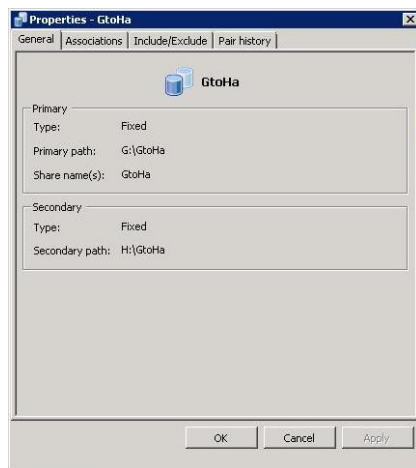 Properties - GtoHa
General Associations Include/Exclude Pair history
GtoHa
Primary
Type: Fixed
Primary path: G:\GtoHa
Share name(s): GtoHa
Secondary
Type: Fixed
Secondary path: H:\GtoHa
OK Cancel Apply